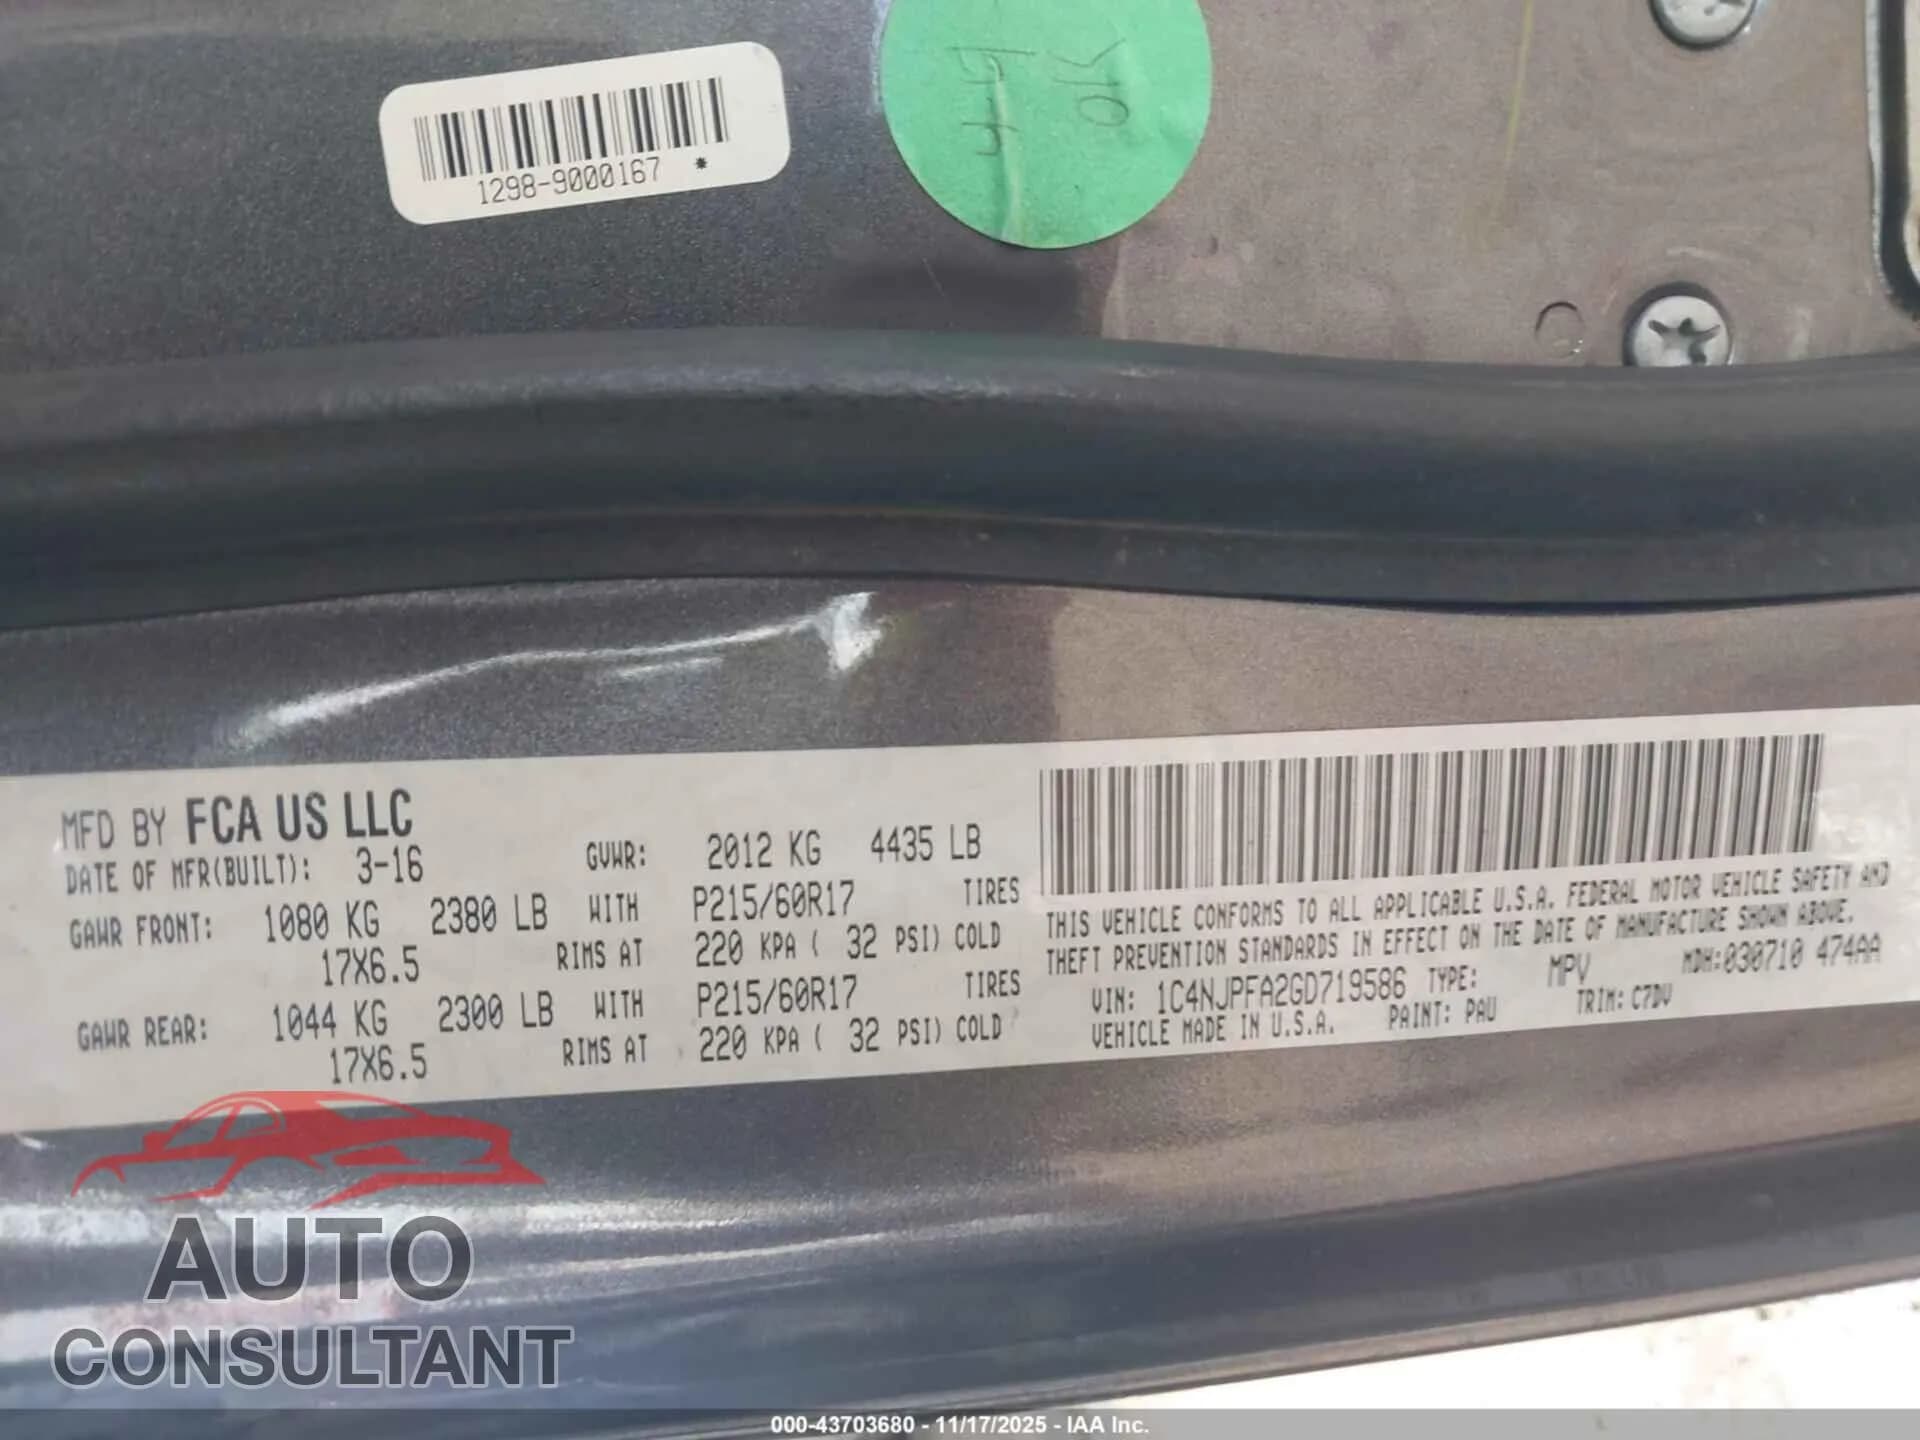 1298-9000167 *
4-4
OK
MFD BY FCA US LLC
DATE OF MFR(BUILT): 3-16 GVWR: 2012 KG 4435 LB
GAWR FRONT: 1080 KG 2380 LB WITH P215/60R17 TIRES
17X6.5 RIMS AT 220 KPA ( 32 PSI) COLD
GAWR REAR: 1044 KG 2300 LB WITH P215/60R17 TIRES
17X6.5 RIMS AT 220 KPA ( 32 PSI) COLD
THIS VEHICLE CONFORMS TO ALL APPLICABLE U.S.A. FEDERAL MOTOR VEHICLE SAFETY AND
THEFT PREVENTION STANDARDS IN EFFECT ON THE DATE OF MANUFACTURE SHOWN ABOVE.
VIN: 1C4NJPFA2GD719586 TYPE: MPV MDH:030710 474AA
VEHICLE MADE IN U.S.A. PAINT: PAU TRIM: C7DV
AUTO
CONSULTANT
000-43703680 - 11/17/2025 - IAA Inc.